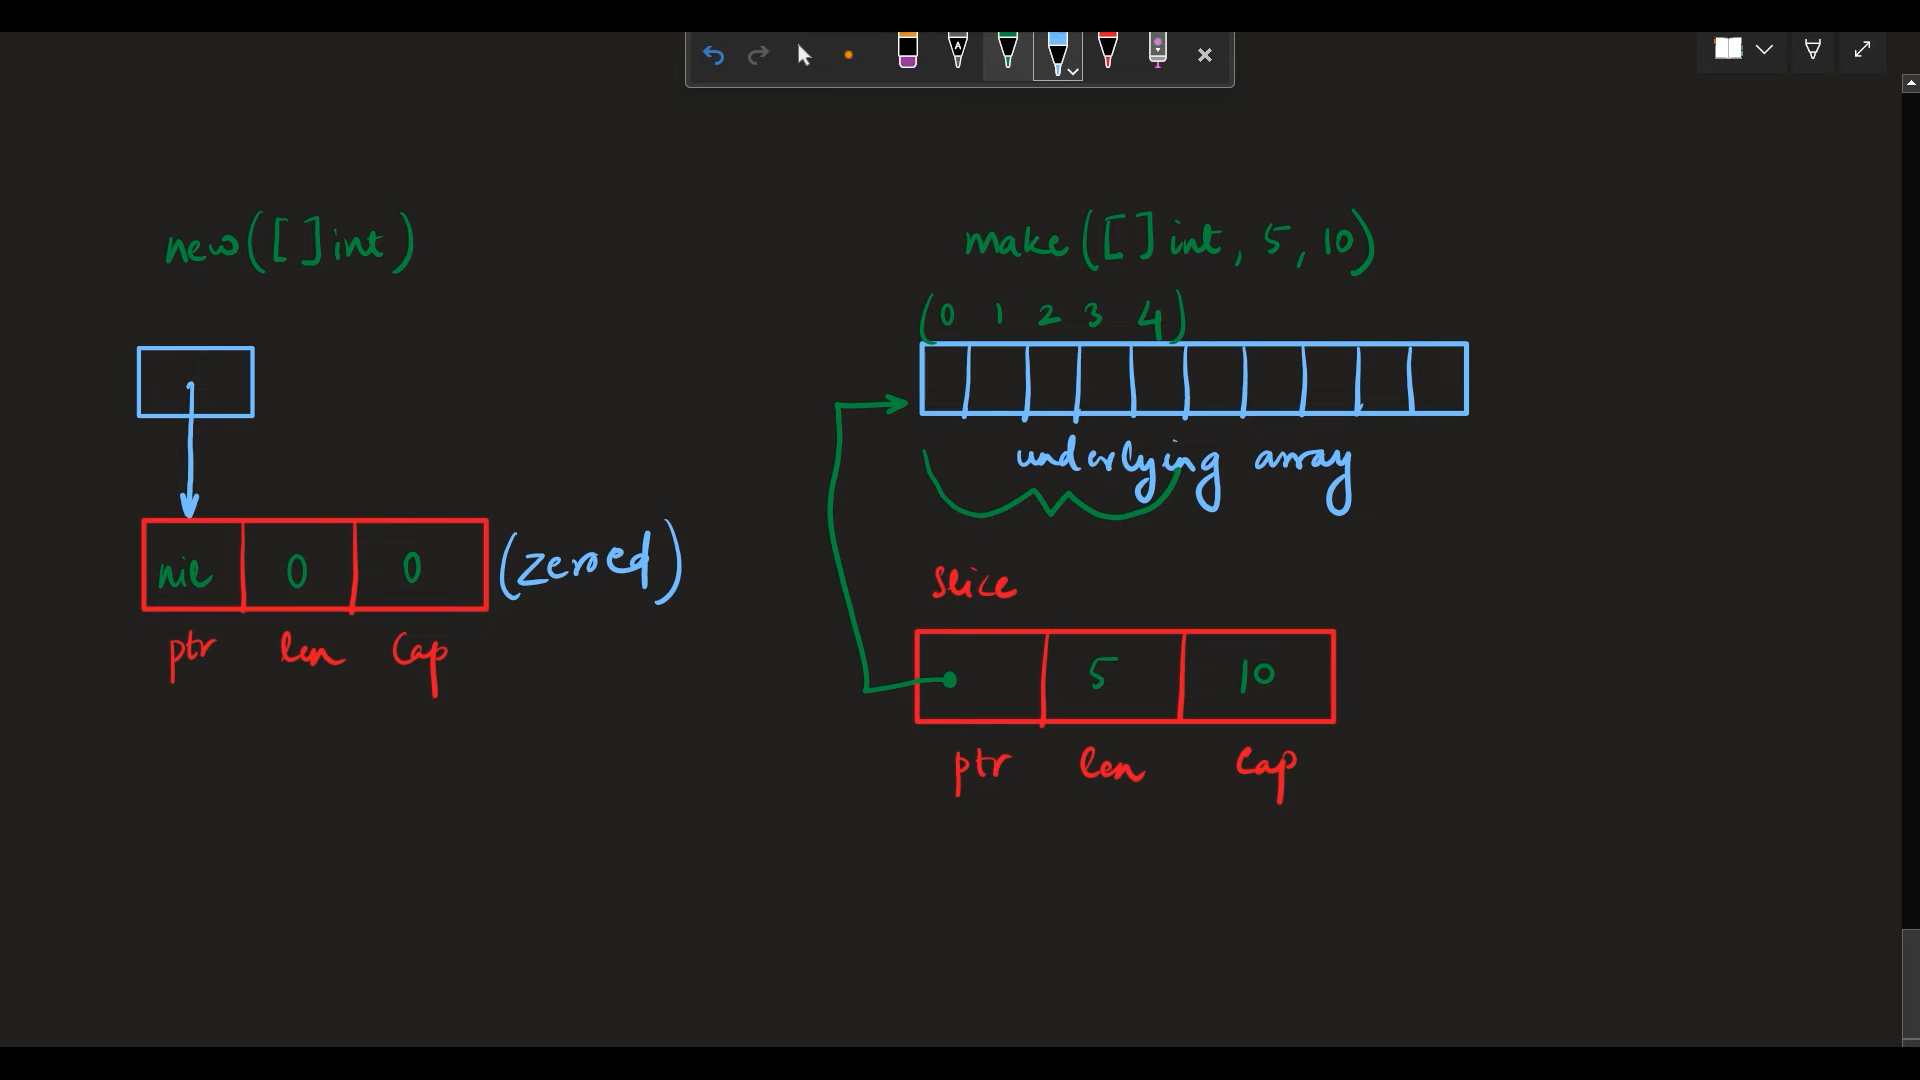 new([]int)
nil 0 0 (zeroed)
ptr len Cap
make([]int, 5, 10)
(0 1 2 3 4)
underlying array
Slice
5 10
ptr len Cap